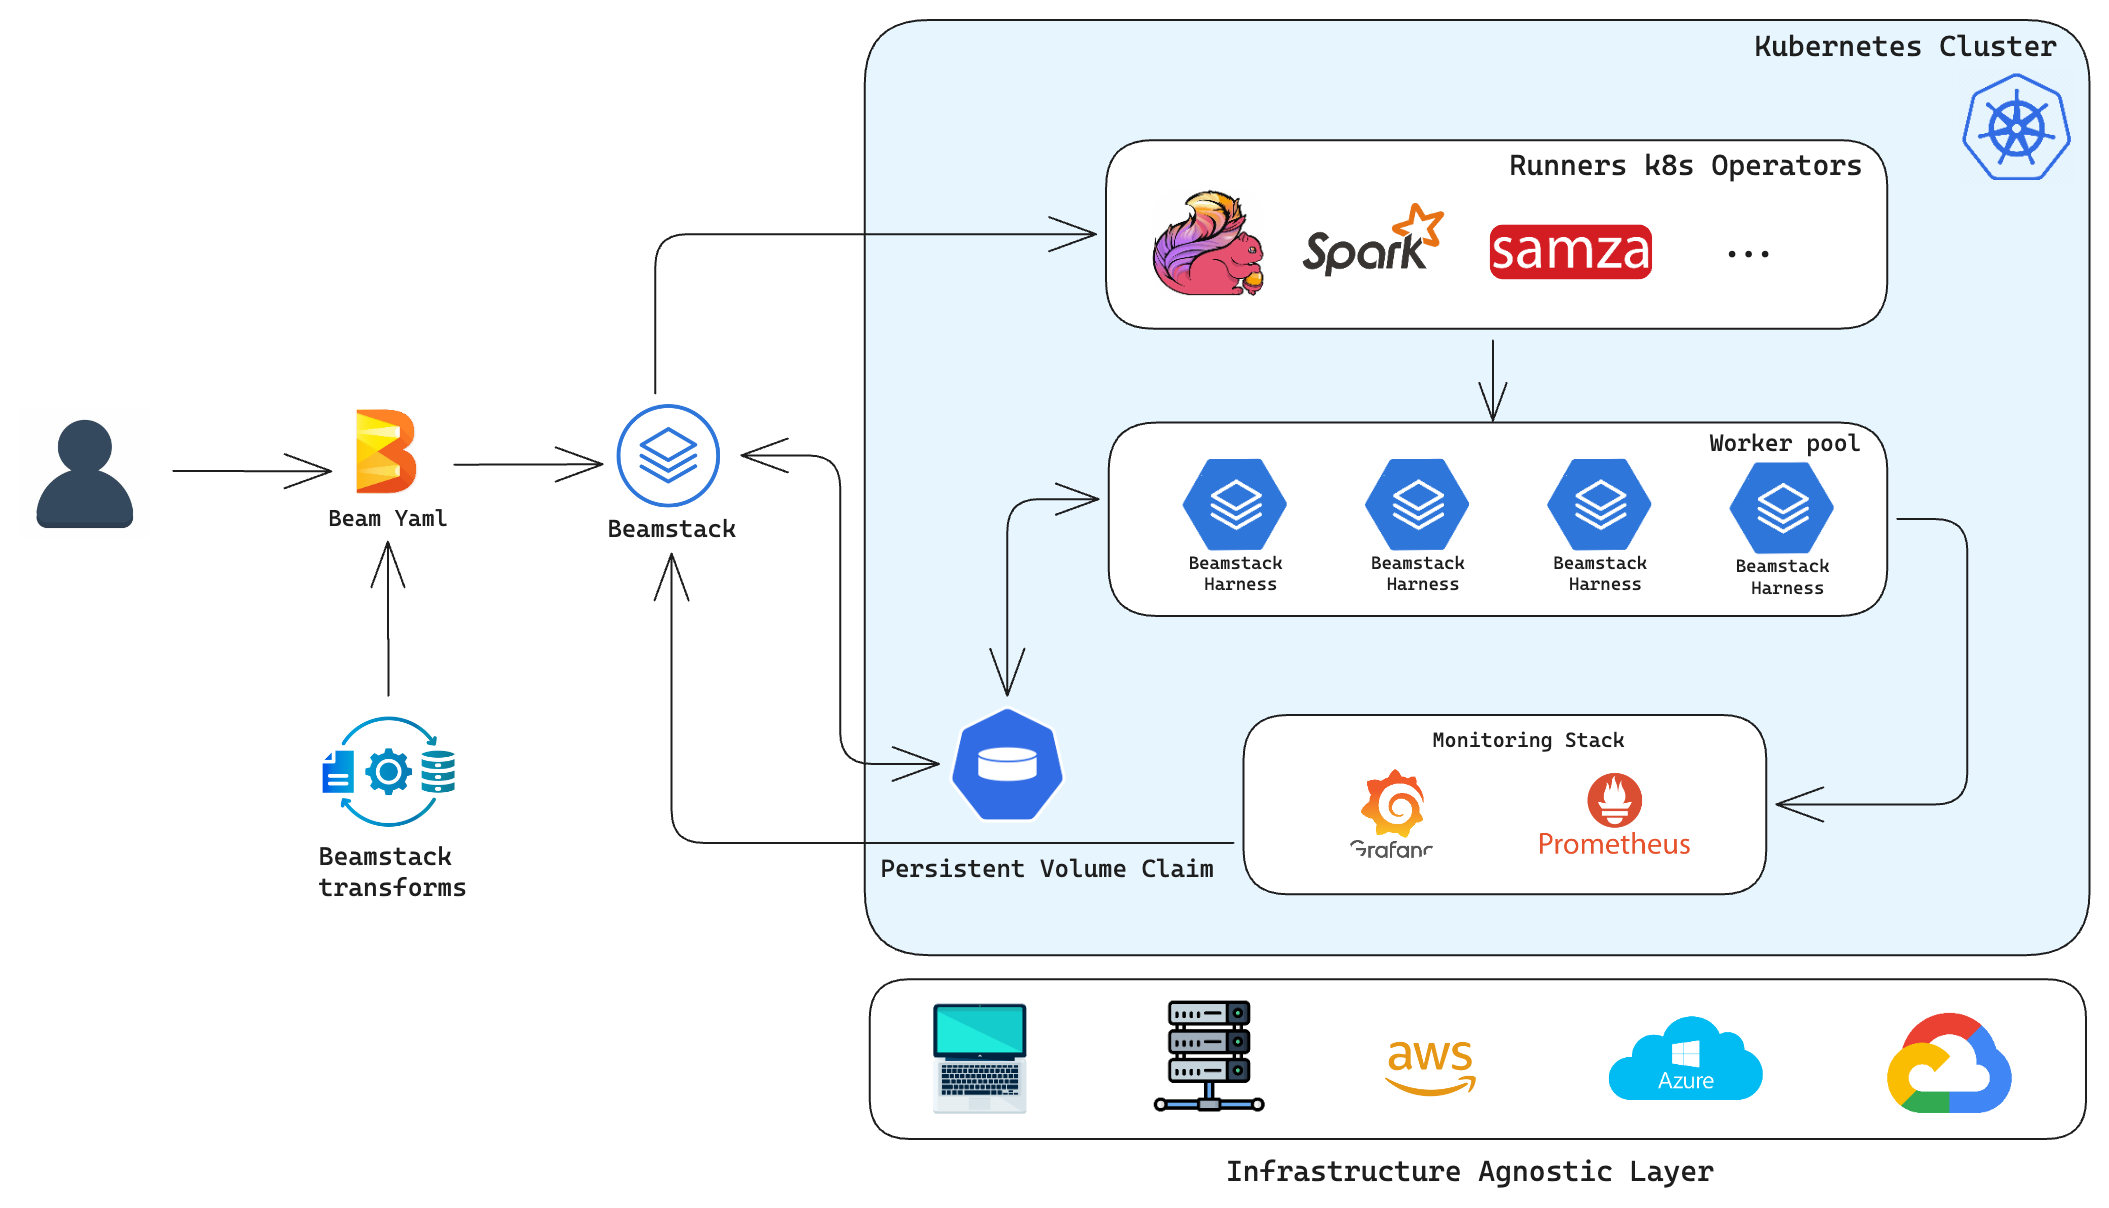 Kubernetes Cluster
Runners k8s Operators
Spark
samza
...
Worker pool
Beamstack
Harness
Beamstack
Harness
Beamstack
Harness
Beamstack
Harness
Beam Yaml
Beamstack
Monitoring Stack
Grafana
Prometheus
Persistent Volume Claim
Beamstack
transforms
aws
Azure
Infrastructure Agnostic Layer